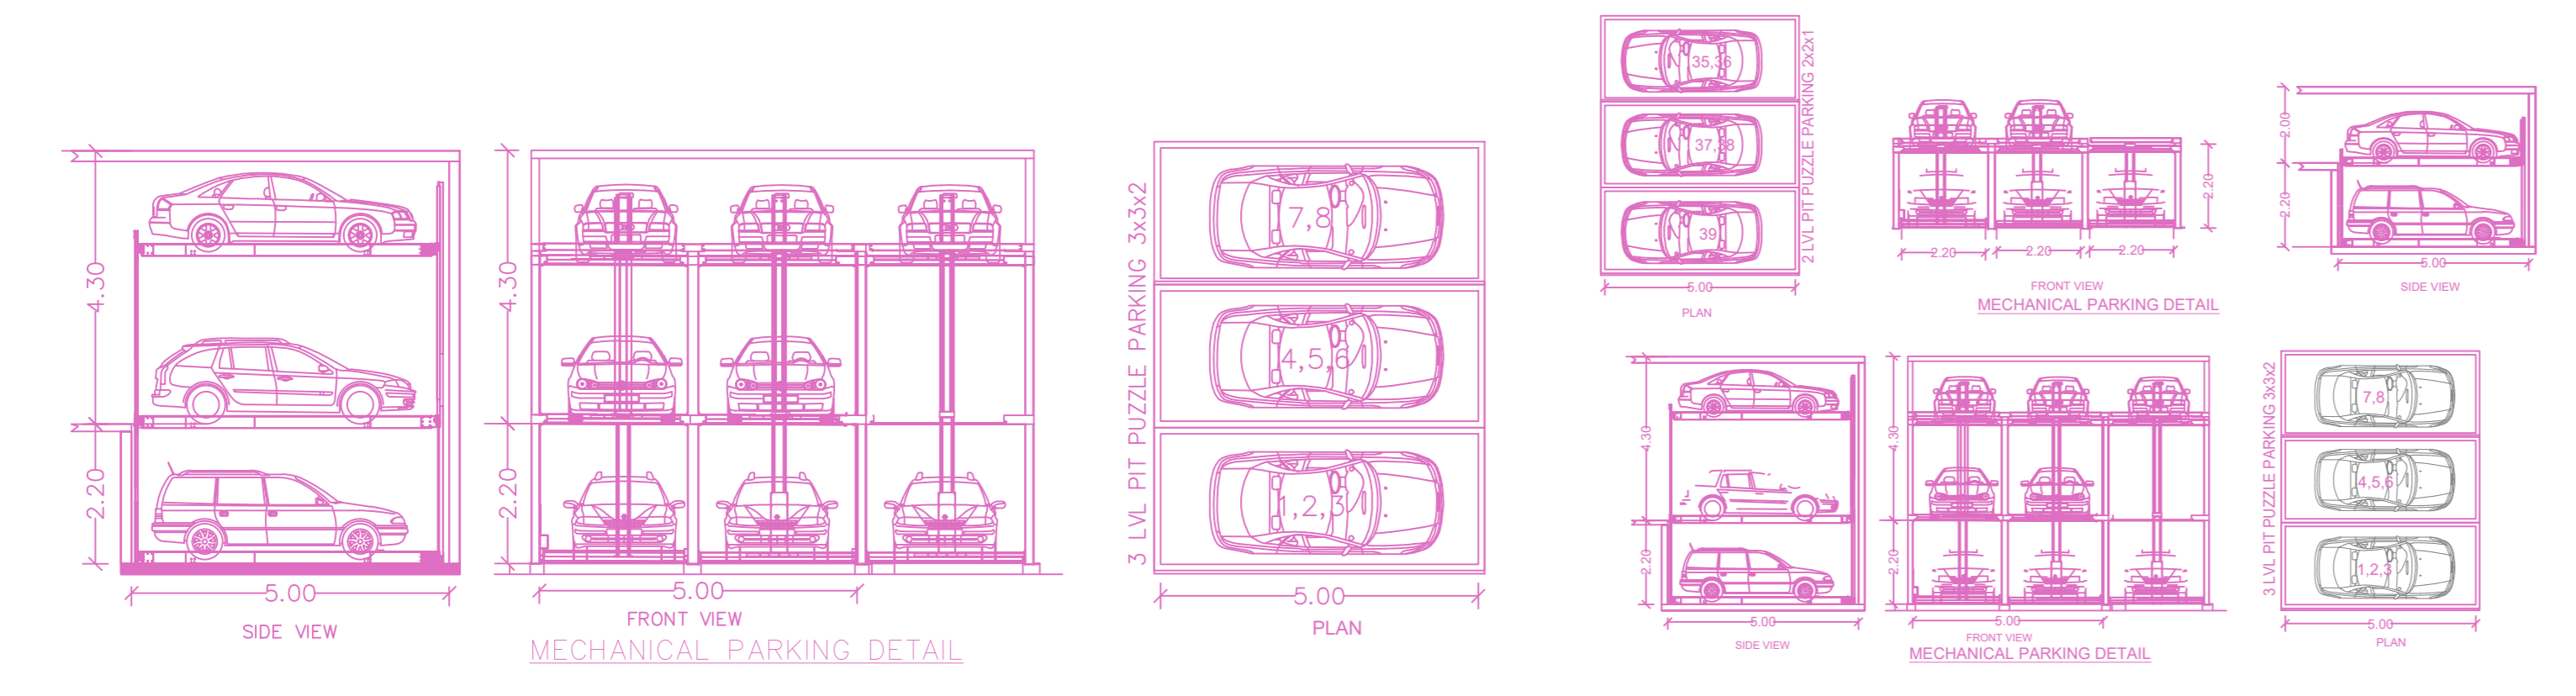 4.30
2.20
5.00
SIDE VIEW
4.30
2.20
5.00
FRONT VIEW
MECHANICAL PARKING DETAIL
3 LVL PIT PUZZLE PARKING 3x3x2
7,8
4,5,6
1,2,3
5.00
PLAN
35,36
37,38
39
2 LVL PIT PUZZLE PARKING 2x2x1
5.00
PLAN
2.20
2.20
2.20
2.20
FRONT VIEW
MECHANICAL PARKING DETAIL
2.00
2.20
5.00
SIDE VIEW
4.30
2.20
5.00
SIDE VIEW
4.30
2.20
5.00
FRONT VIEW
MECHANICAL PARKING DETAIL
3 LVL PIT PUZZLE PARKING 3x3x2
7,8
4,5,6
1,2,3
5.00
PLAN